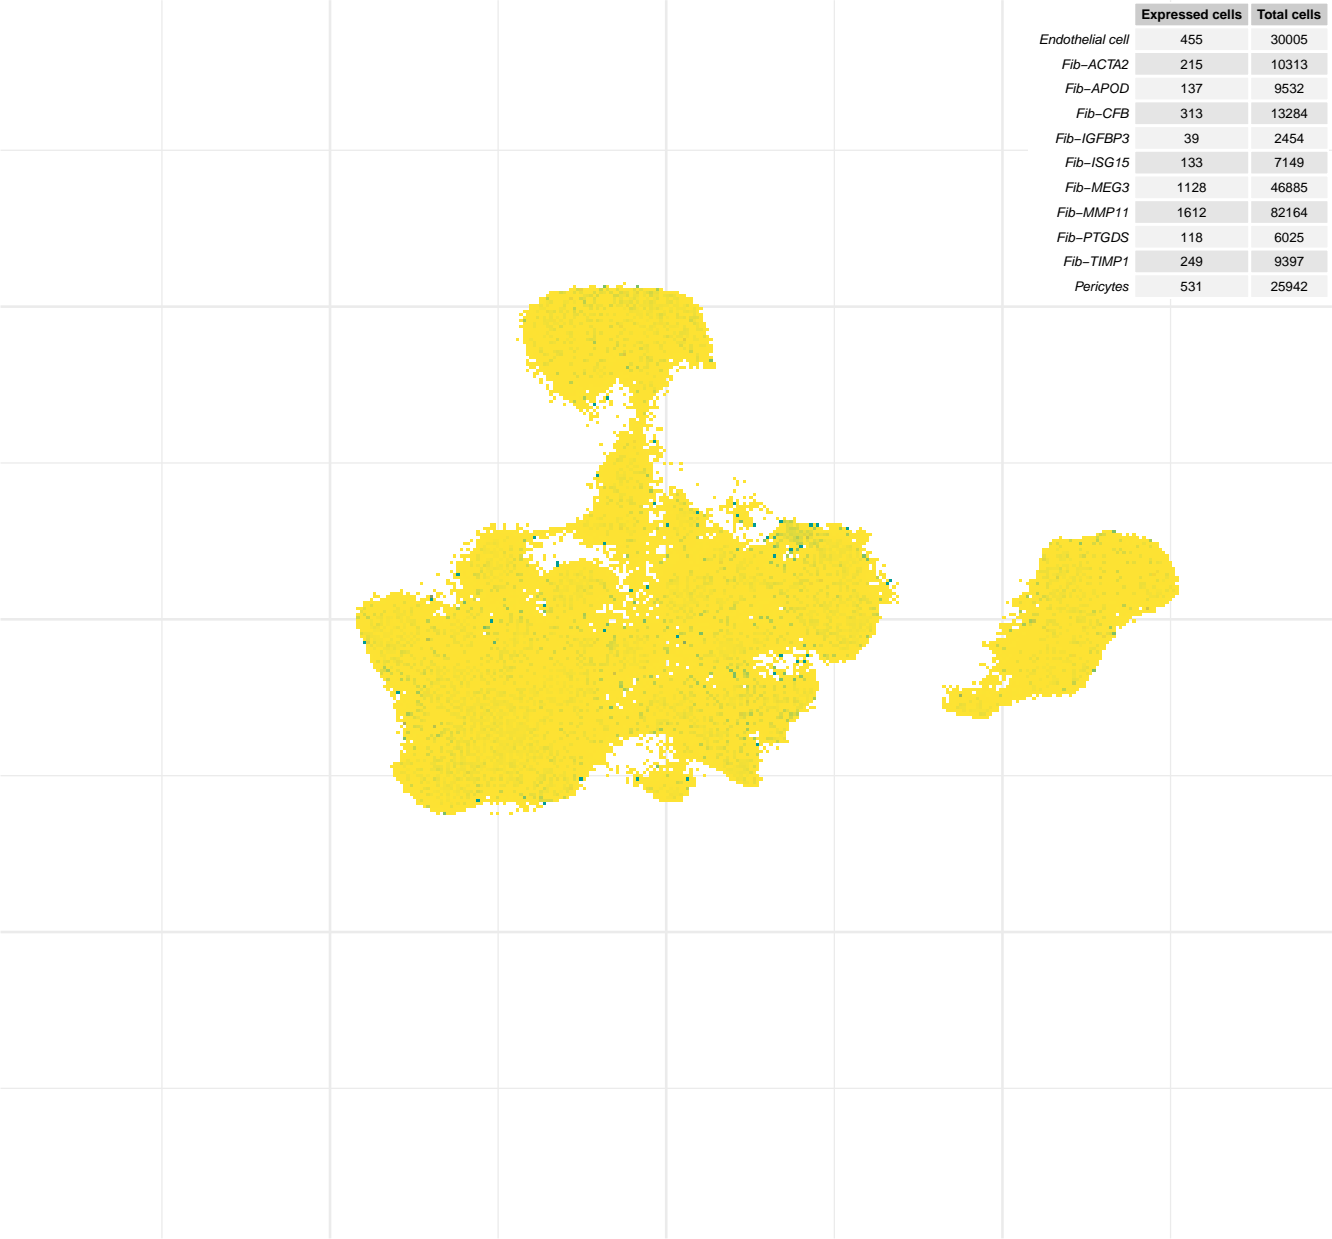 Expressed cells Total cells
Endothelial cell 455 30005
Fib−ACTA2 215 10313
Fib−APOD 137 9532
Fib−CFB 313 13284
Fib−IGFBP3 39 2454
Fib−ISG15 133 7149
Fib−MEG3 1128 46885
Fib−MMP11 1612 82164
Fib−PTGDS 118 6025
Fib−TIMP1 249 9397
Pericytes 531 25942